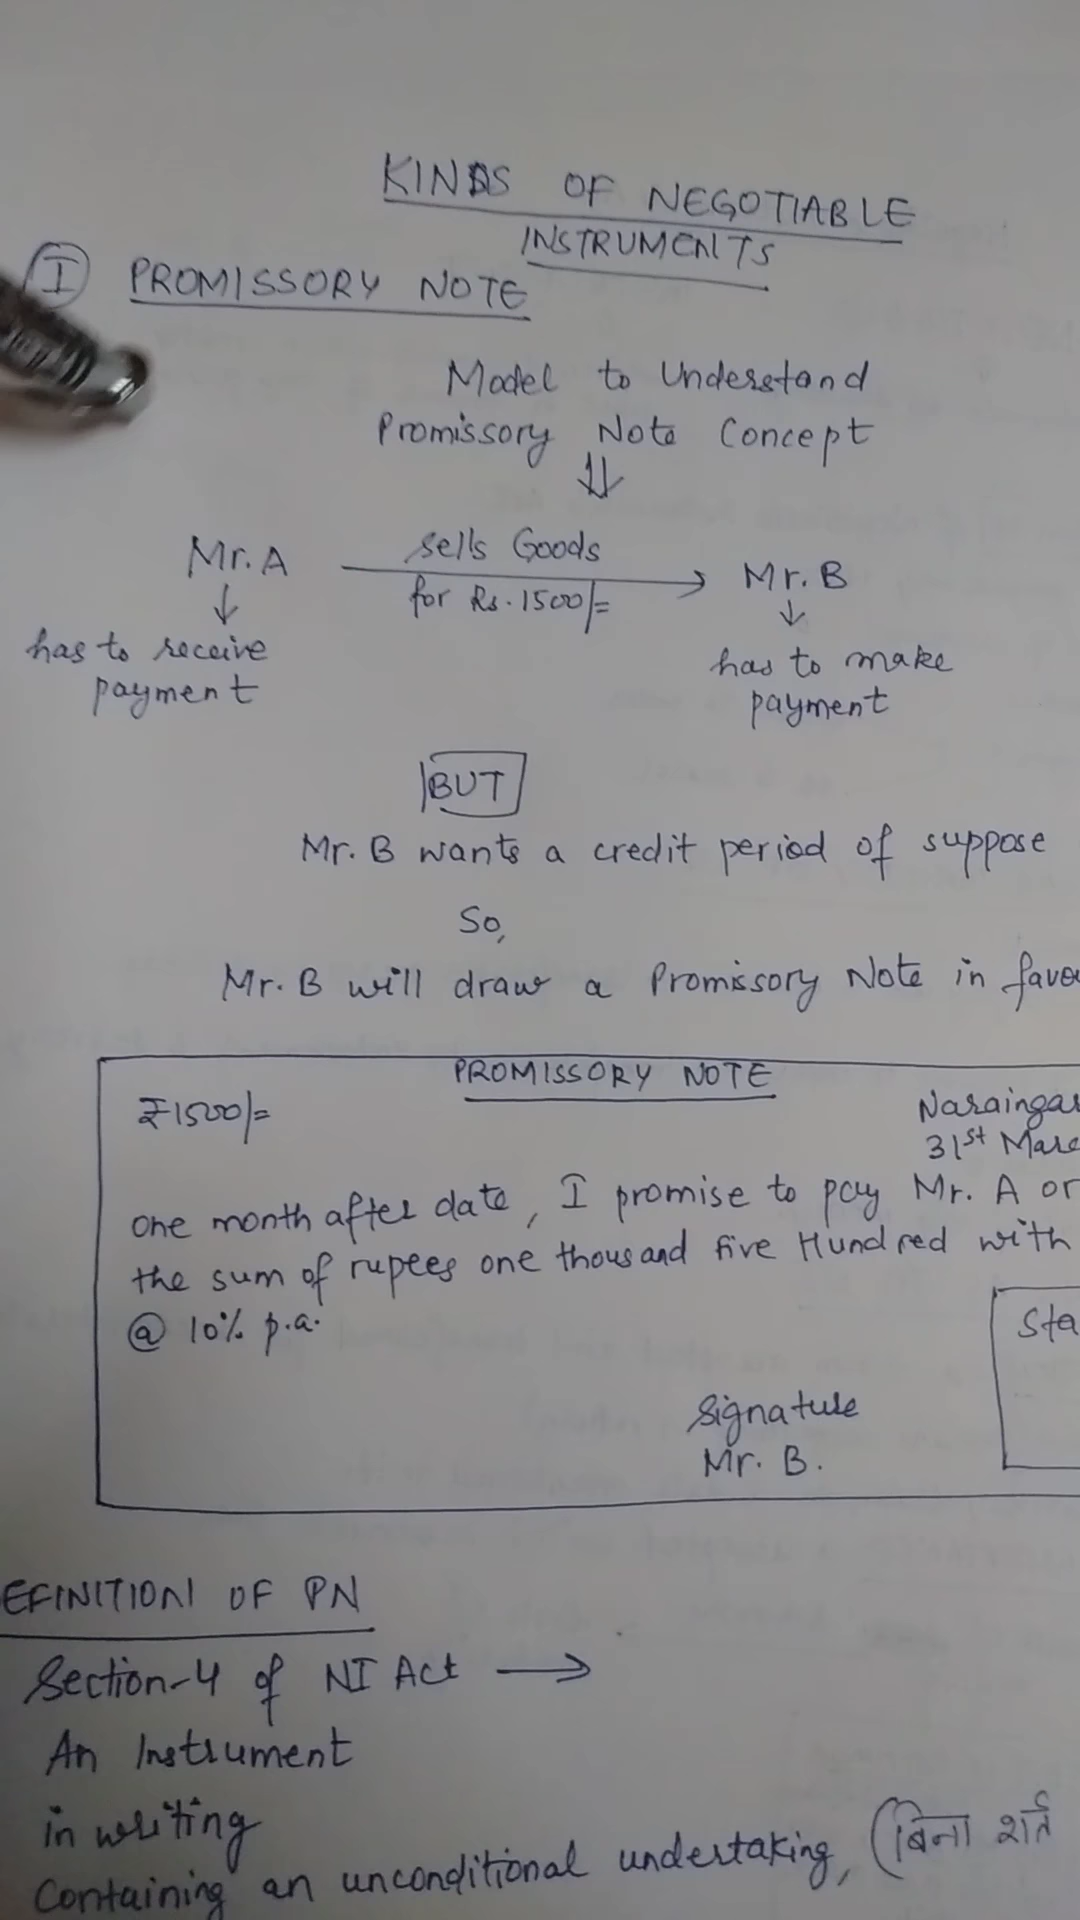 KINDS OF NEGOTIABLE
INSTRUMENTS
I PROMISSORY NOTE
Model to Understand
Promissory Note Concept
Mr. A sells Goods Mr. B
for Rs. 1500/=
has to receive
payment
has to make
payment
BUT
Mr. B wants a credit period of suppose
So,
Mr. B will draw a Promissory Note in favo
PROMISSORY NOTE
₹1500/=
Naraingar
31st Marc
one month after date, I promise to pay Mr. A or
the sum of rupees one thousand five Hundred with
@ 10% p.a.
Sta
Signature
Mr. B.
EFINITION OF PN
Section-4 of NI Act →
An Instrument
in writing
Containing an unconditional undertaking, (बिना शर्त